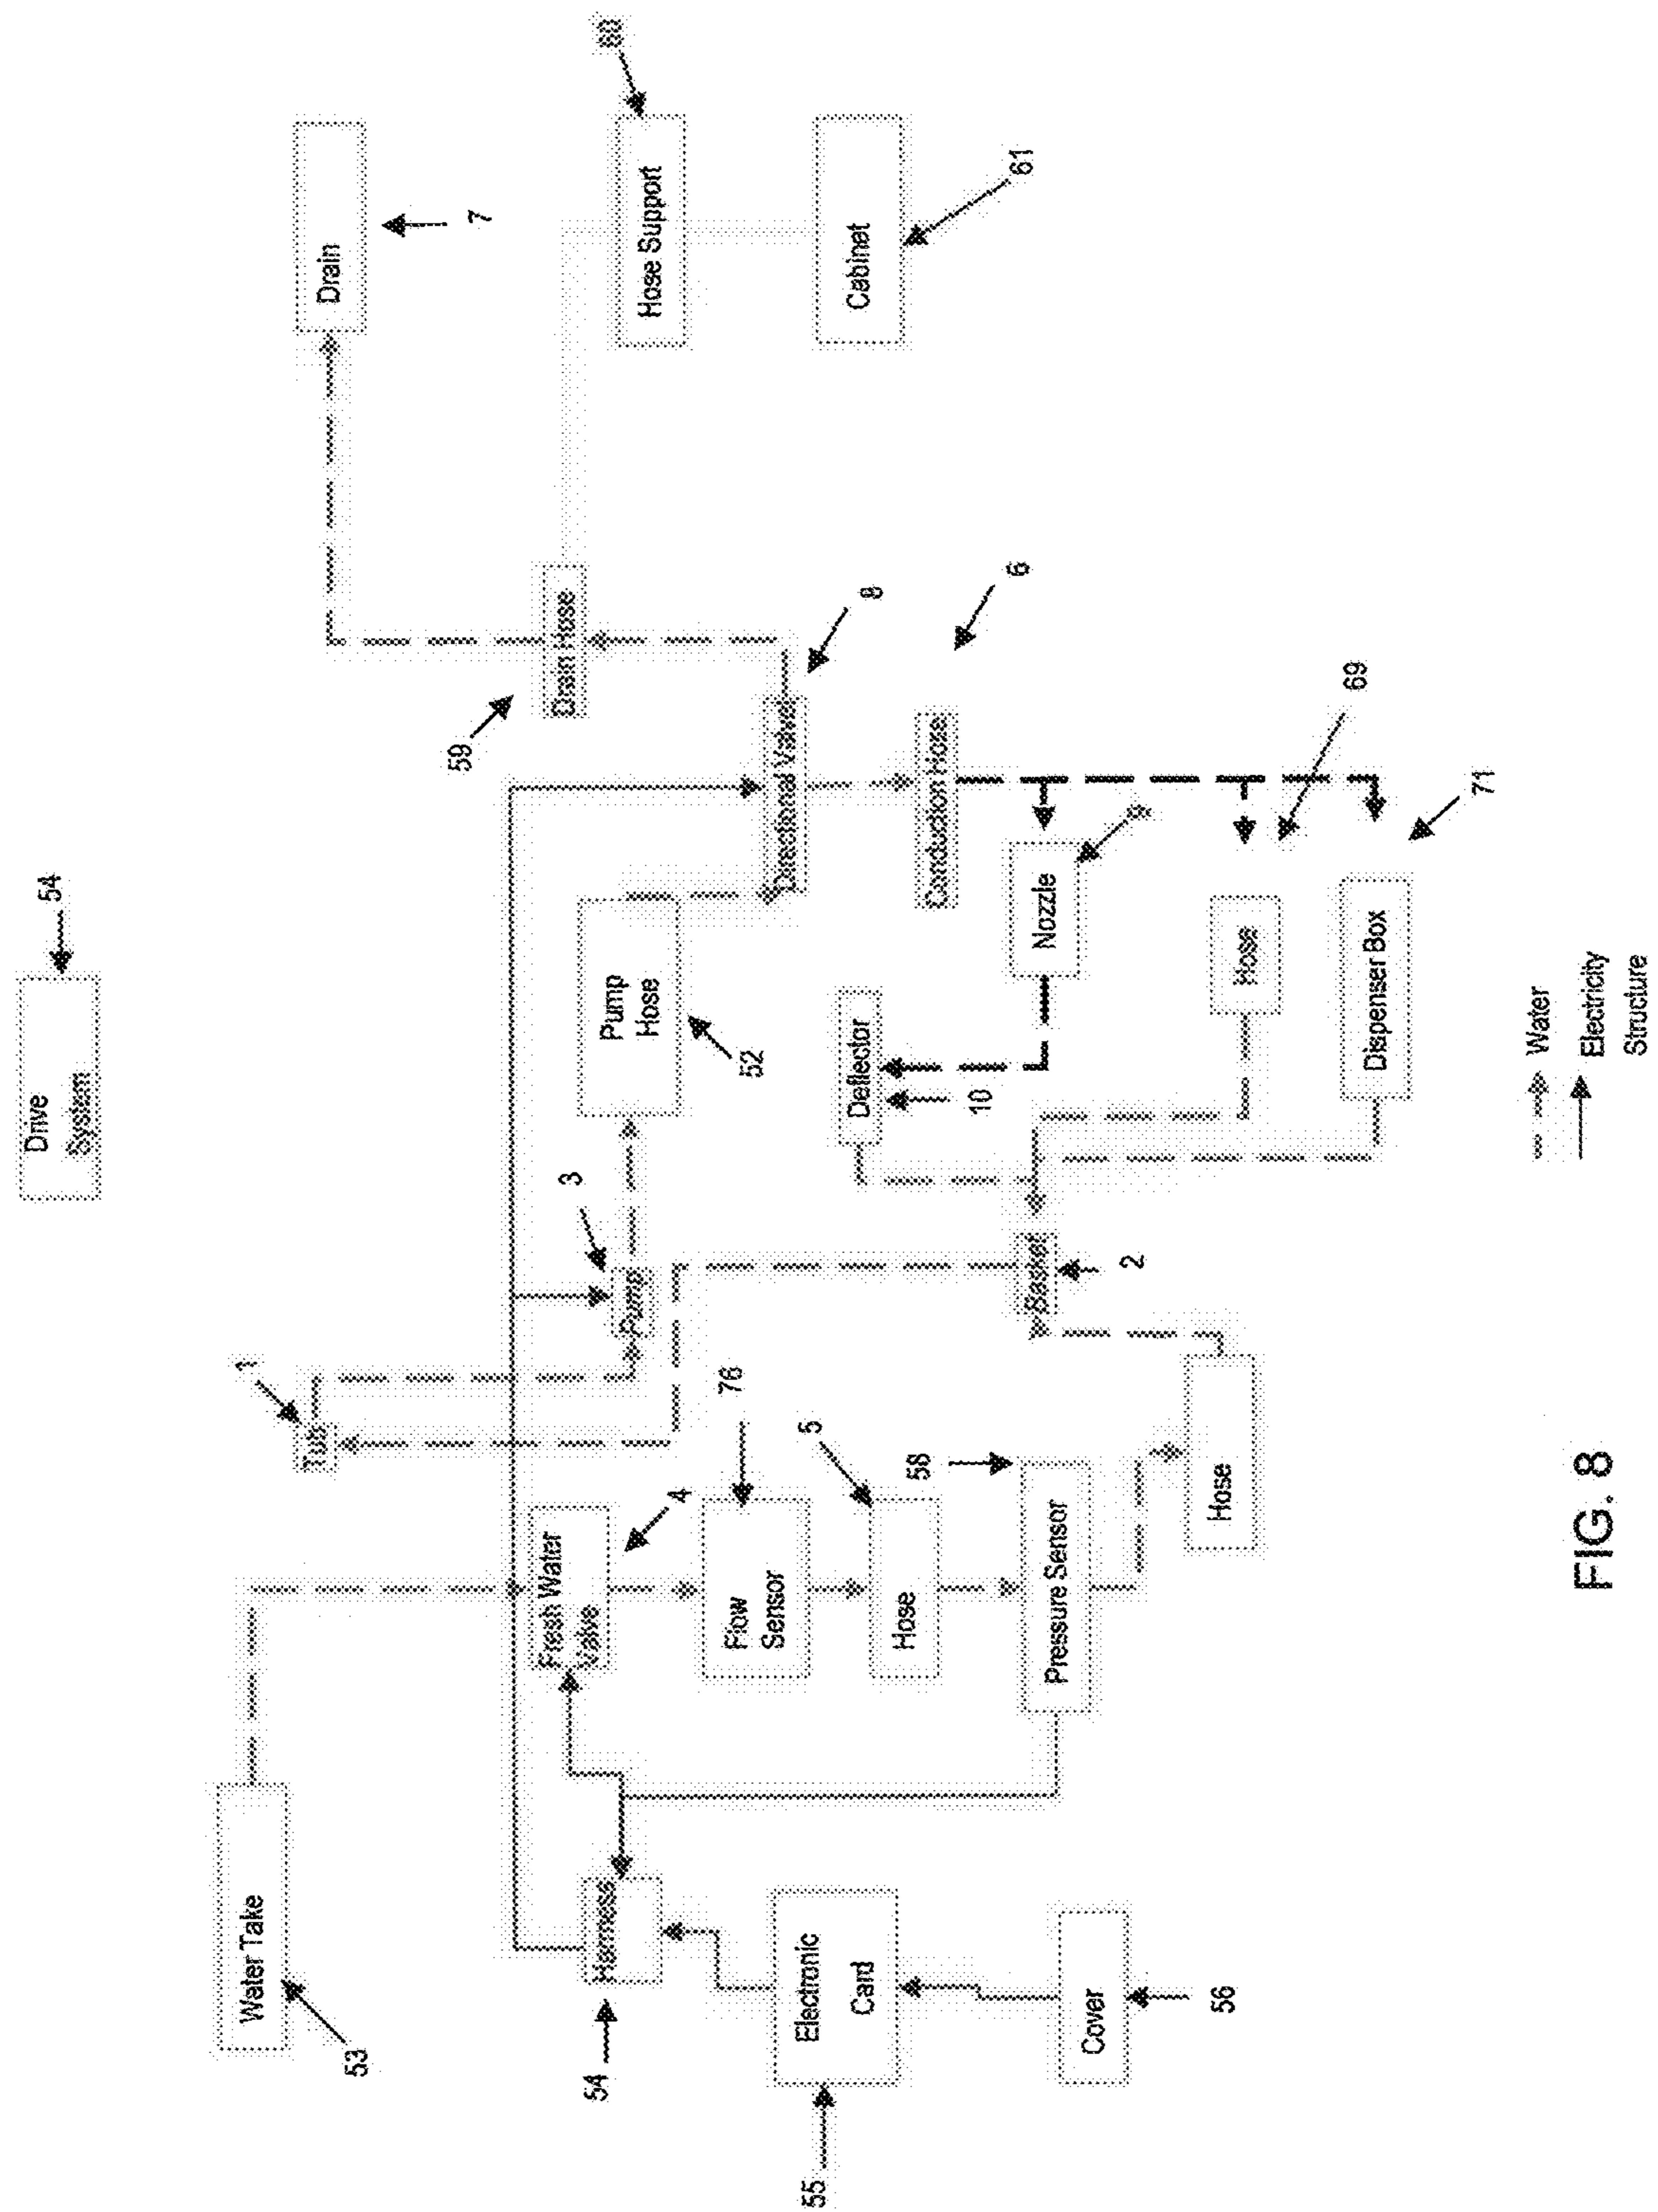 Drive
System
54
Water Take
53
Tub
1
Drain
7
Harness
54
Fresh Water
Valve
4
Pump
3
Pump
Hose
52
Drain Hose
59
Hose Support
60
Electronic
Card
55
Flow
Sensor
76
Hose
5
Deflector
10
Directional Valve
8
Cabinet
61
Conduction Hose
6
Cover
56
Pressure Sensor
58
Basket
2
Nozzle
9
Hose
Hose
69
Dispenser Box
71
Water
Electricity
Structure
FIG. 8